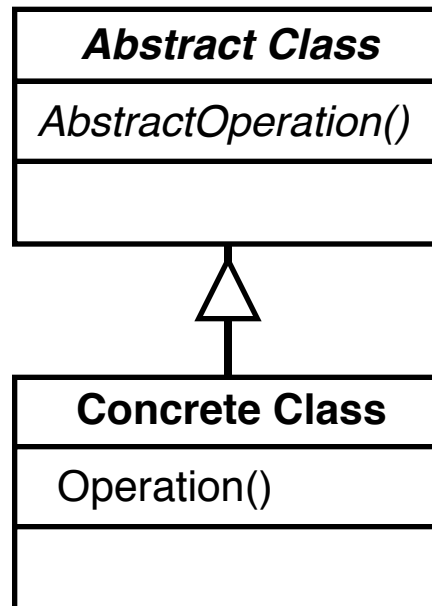 Abstract Class
AbstractOperation()
Concrete Class
Operation()